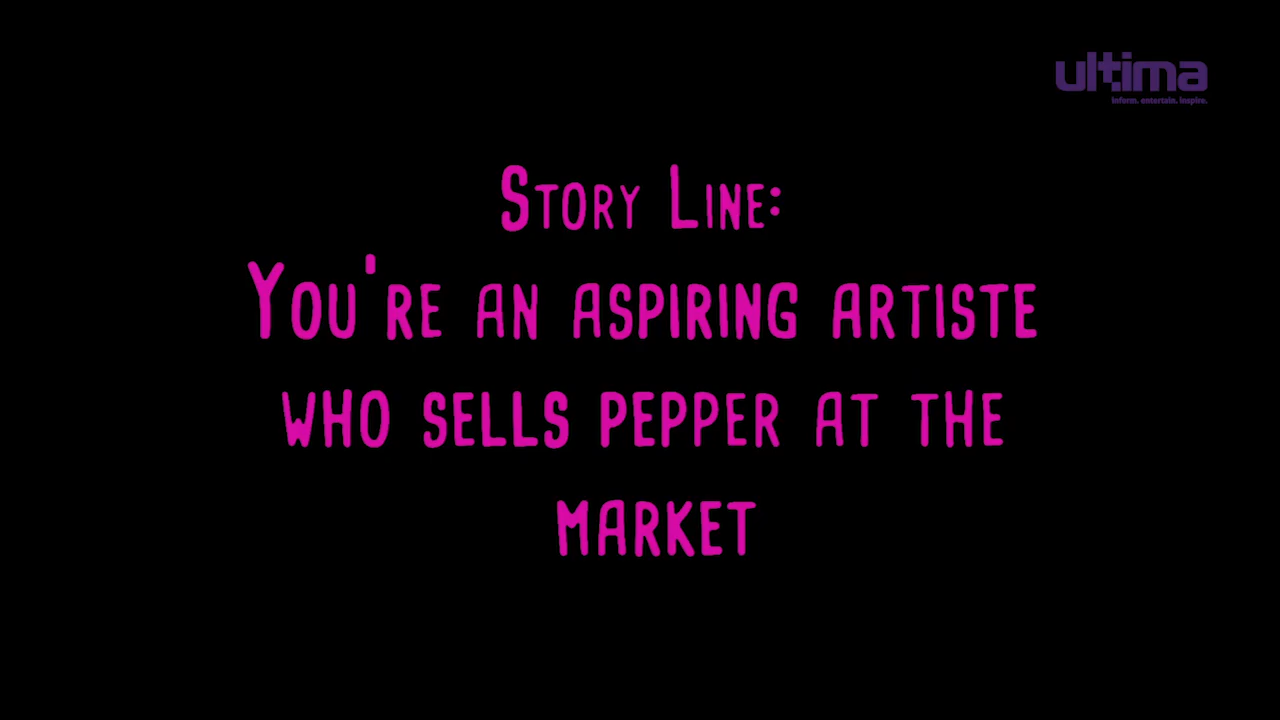 ultima
inform. entertain. inspire.
Story Line:
You're an aspiring artiste
who sells pepper at the
market